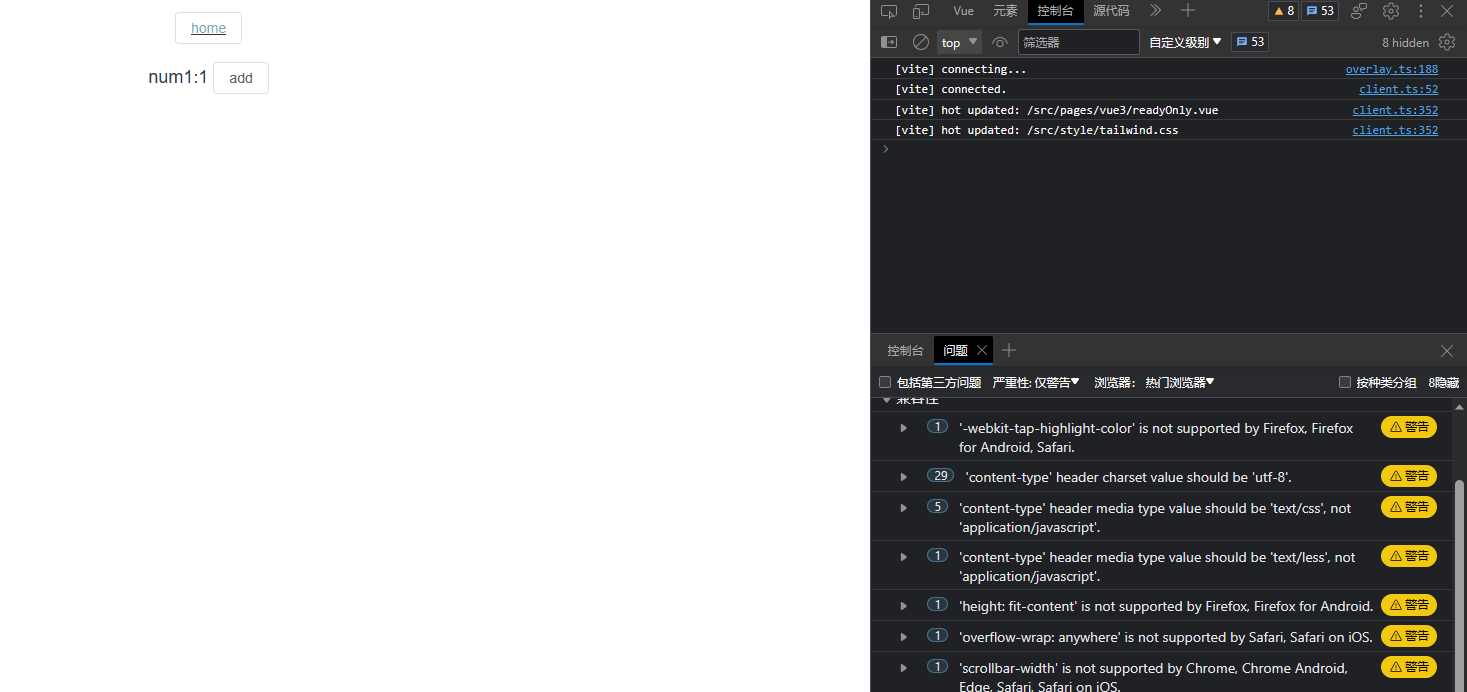 home
num1:1 add
Vue 元素 控制台 源代码 8 53
top 筛选器 自定义级别 53 8 hidden
[vite] connecting... overlay.ts:188
[vite] connected. client.ts:52
[vite] hot updated: /src/pages/vue3/readyOnly.vue client.ts:352
[vite] hot updated: /src/style/tailwind.css client.ts:352
控制台 问题
包括第三方问题 严重性: 仅警告 浏览器: 热门浏览器 按种类分组 8隐藏
兼容性
1 '-webkit-tap-highlight-color' is not supported by Firefox, Firefox 警告
for Android, Safari.
29 'content-type' header charset value should be 'utf-8'. 警告
5 'content-type' header media type value should be 'text/css', not 警告
'application/javascript'.
1 'content-type' header media type value should be 'text/less', not 警告
'application/javascript'.
1 'height: fit-content' is not supported by Firefox, Firefox for Android. 警告
1 'overflow-wrap: anywhere' is not supported by Safari, Safari on iOS. 警告
1 'scrollbar-width' is not supported by Chrome, Chrome Android, 警告
Edge, Safari, Safari on iOS.